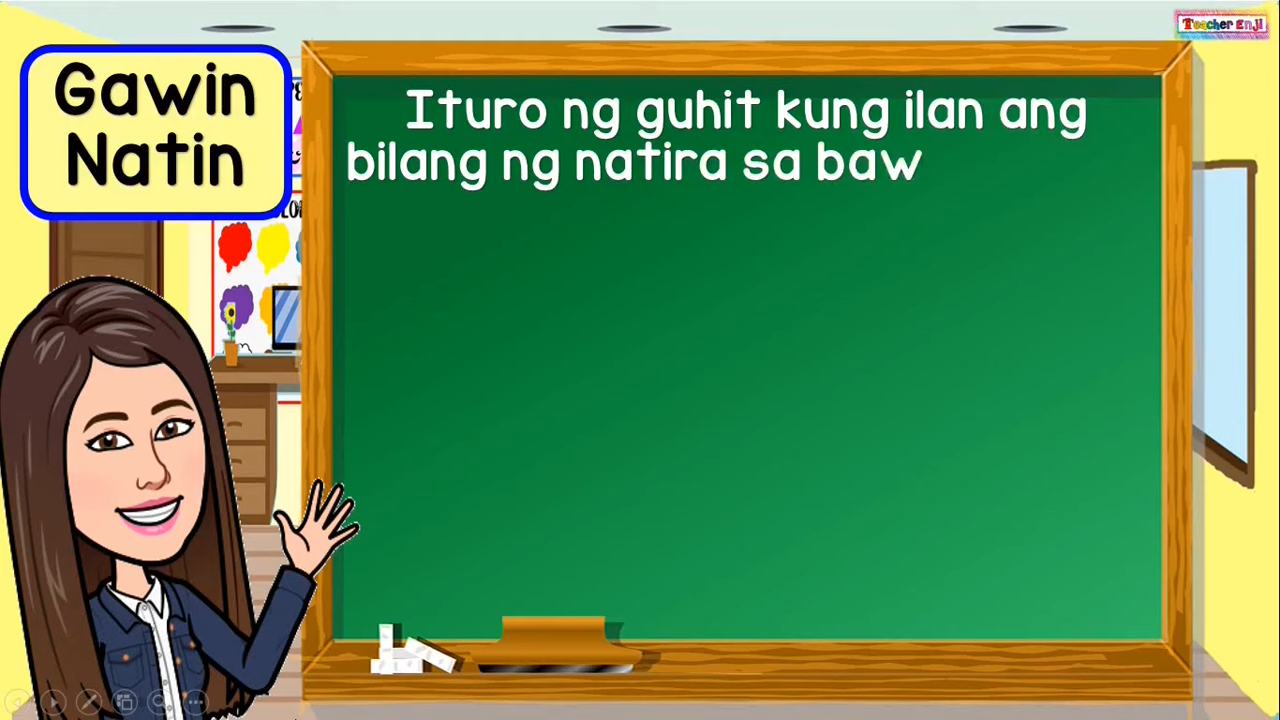 Teacher Enji
Gawin
Natin
Ituro ng guhit kung ilan ang
bilang ng natira sa baw